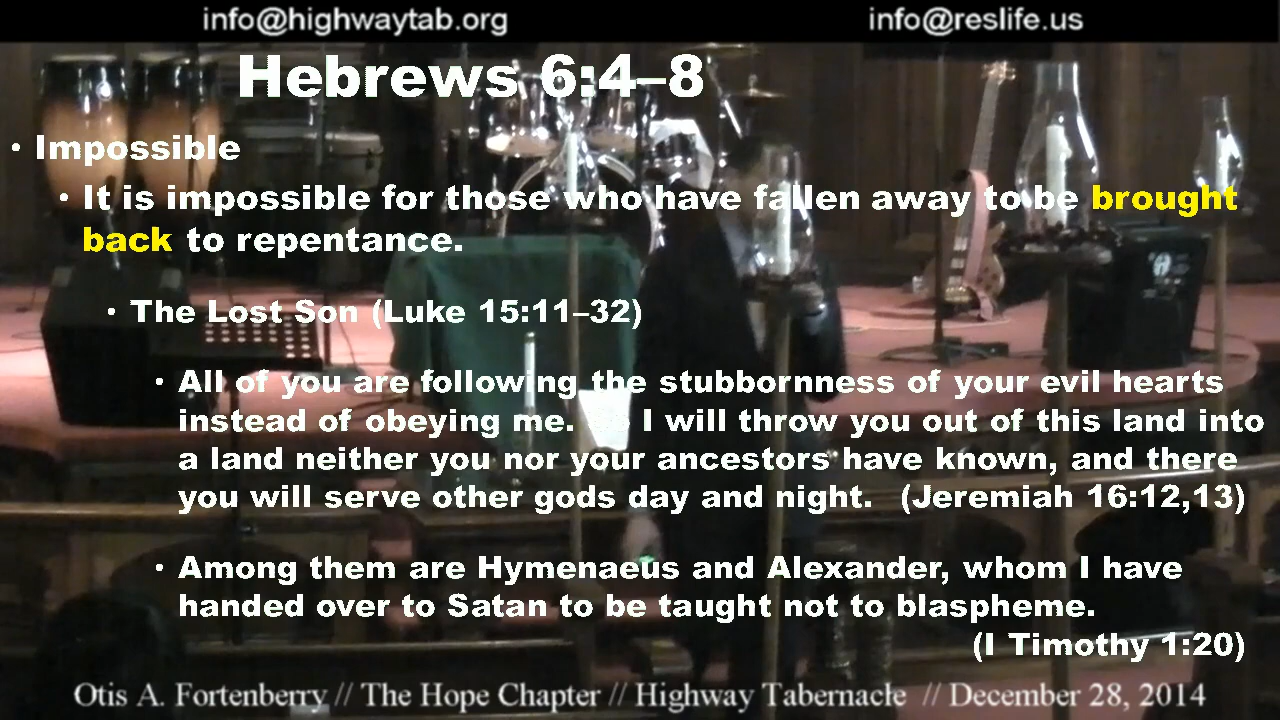 info@highwaytab.org info@reslife.us
Hebrews 6:4–8
• Impossible
• It is impossible for those who have fallen away to be brought
back to repentance.
• The Lost Son (Luke 15:11–32)
• All of you are following the stubbornness of your evil hearts
instead of obeying me. So I will throw you out of this land into
a land neither you nor your ancestors have known, and there
you will serve other gods day and night. (Jeremiah 16:12,13)
• Among them are Hymenaeus and Alexander, whom I have
handed over to Satan to be taught not to blaspheme.
(I Timothy 1:20)
Otis A. Fortenberry // The Hope Chapter // Highway Tabernacle // December 28, 2014